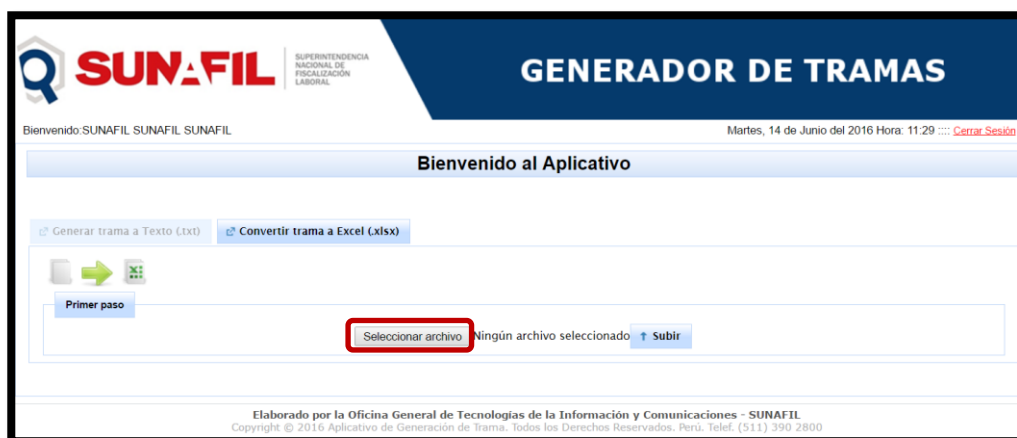 SUNAFIL
SUPERINTENDENCIA
NACIONAL DE
FISCALIZACIÓN
LABORAL
GENERADOR DE TRAMAS
Bienvenido:SUNAFIL SUNAFIL SUNAFIL
Martes, 14 de Junio del 2016 Hora: 11:29 :::: Cerrar Sesión
Bienvenido al Aplicativo
Generar trama a Texto (.txt) Convertir trama a Excel (.xlsx)
Primer paso
Seleccionar archivo Ningún archivo seleccionado Subir
Elaborado por la Oficina General de Tecnologías de la Información y Comunicaciones - SUNAFIL
Copyright © 2016 Aplicativo de Generación de Trama. Todos los Derechos Reservados. Perú. Telef. (511) 390 2800